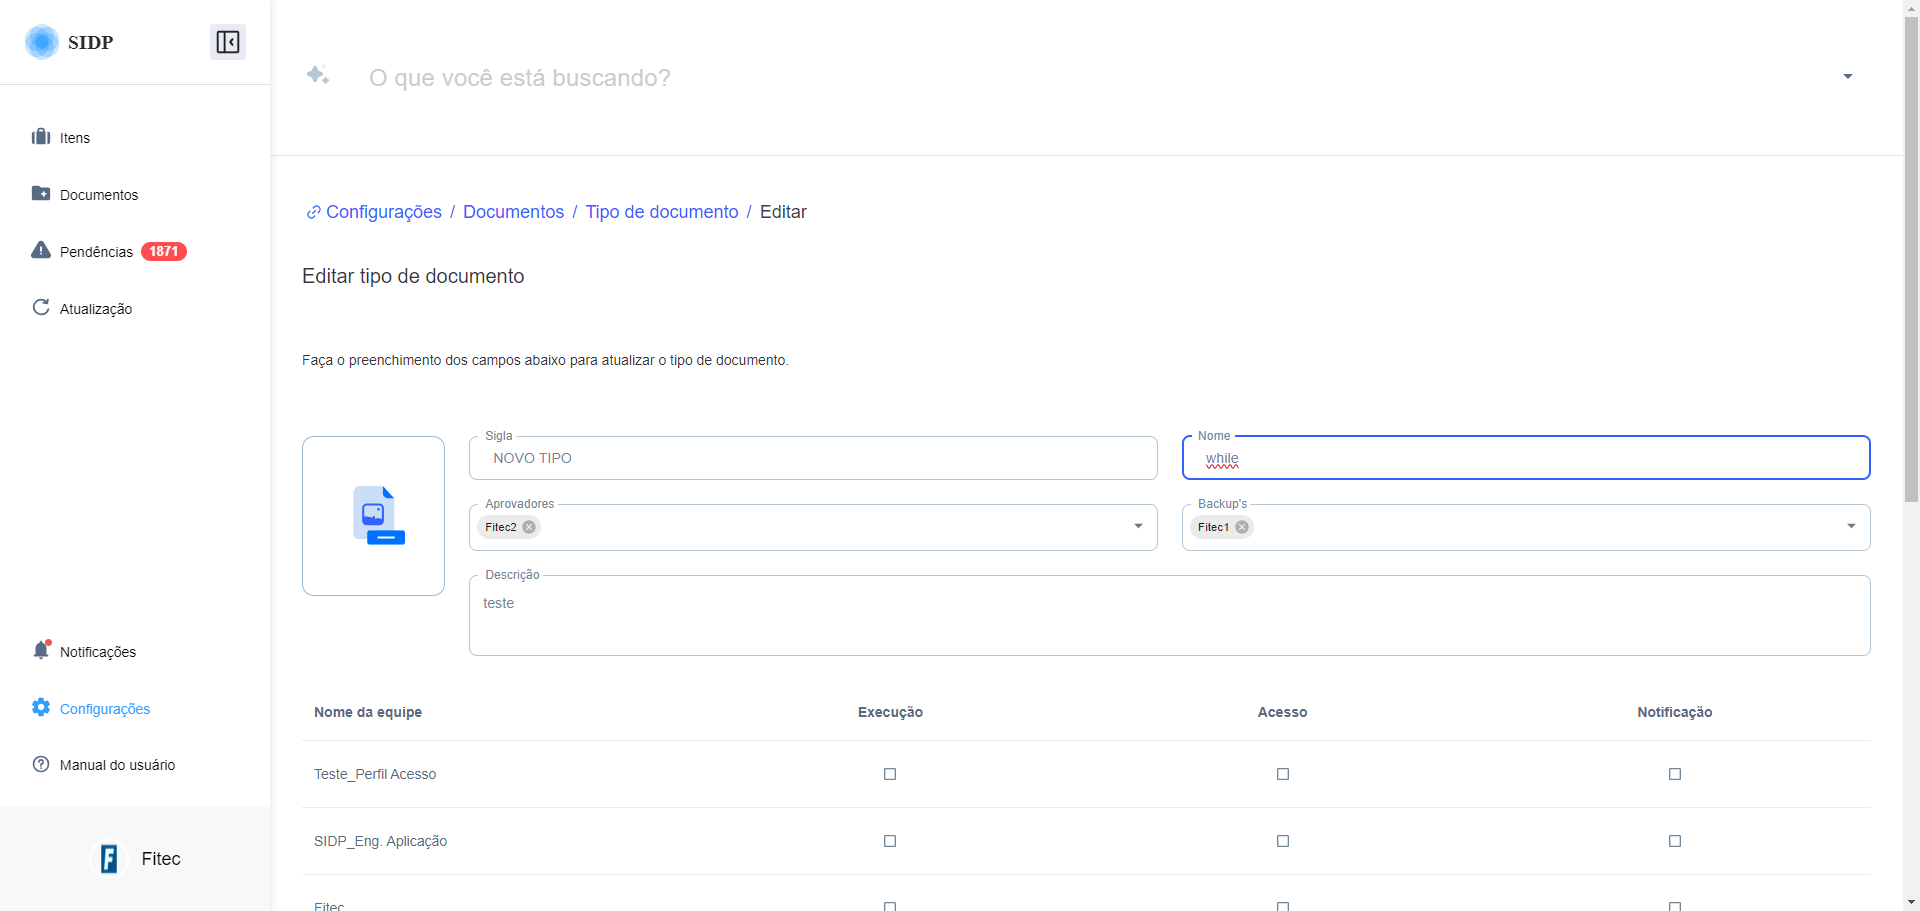 SIDP
O que você está buscando?
Itens
Documentos
Pendências 1871
Atualização
Configurações / Documentos / Tipo de documento / Editar
Editar tipo de documento
Faça o preenchimento dos campos abaixo para atualizar o tipo de documento.
Sigla
NOVO TIPO
Nome
while
Aprovadores
Fitec2
Backup's
Fitec1
Descrição
teste
Nome da equipe Execução Acesso Notificação
Teste_Perfil Acesso
SIDP_Eng. Aplicação
Fitec
Notificações
Configurações
Manual do usuário
F Fitec